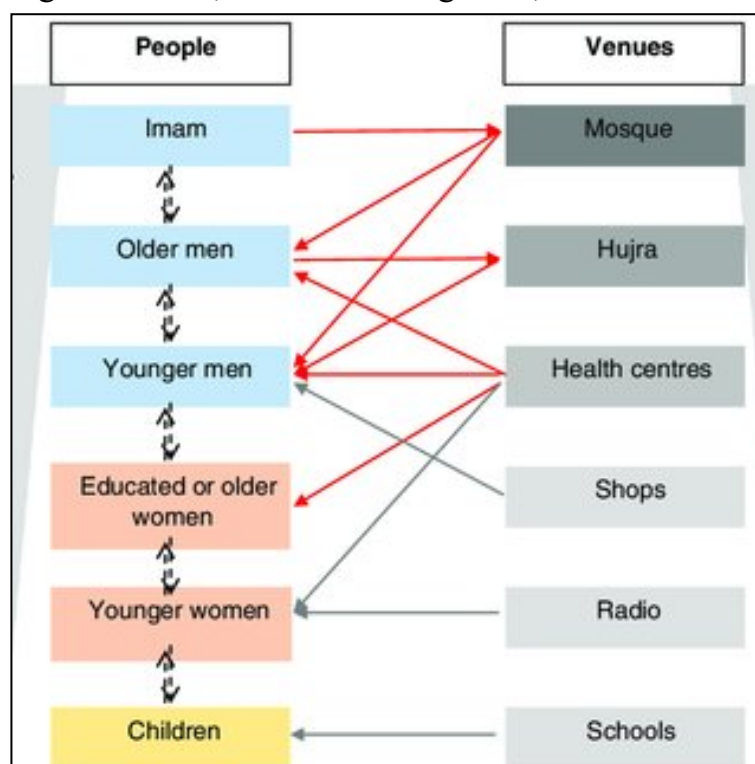 People
Venues
Imam
Mosque
Older men
Hujra
Younger men
Health centres
Educated or older
women
Shops
Younger women
Radio
Children
Schools